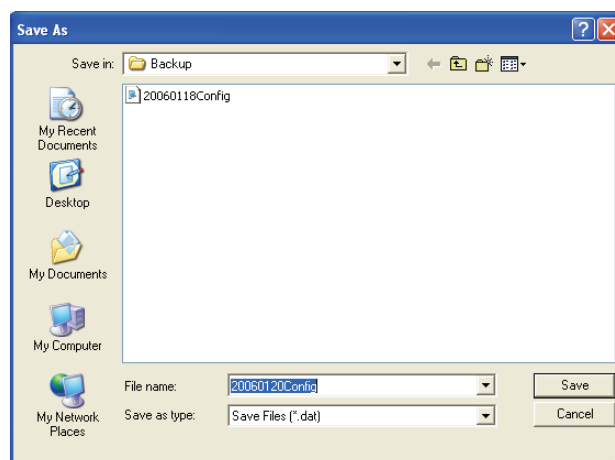 Save As
Save in:
Backup
20060118Config
My Recent
Documents
Desktop
My Documents
My Computer
My Network
Places
File name:
20060120Config
Save
Save as type:
Save Files (*.dat)
Cancel